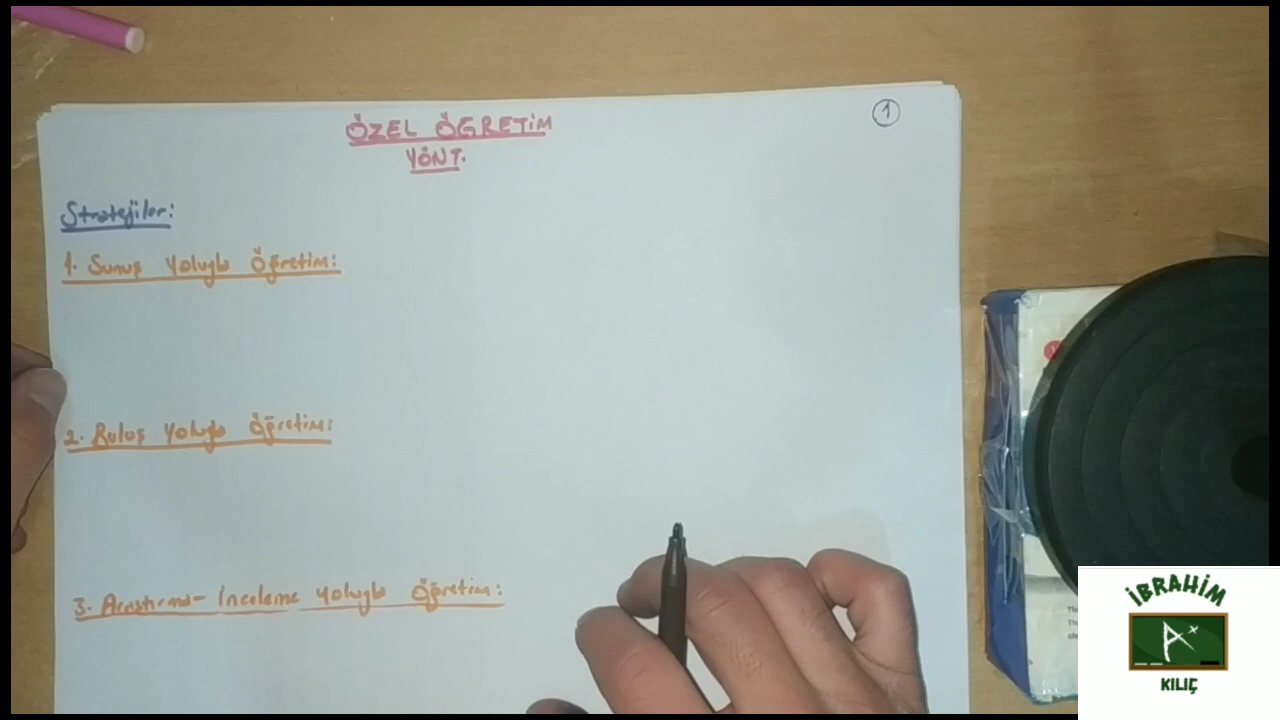 1
ÖZEL ÖĞRETİM
YÖNT.
Stratejiler:
1. Sunuş Yoluyla Öğretim:
2. Buluş Yoluyla Öğretim:
3. Araştırma-İnceleme yoluyla Öğretim:
İBRAHİM
A+
KILIÇ